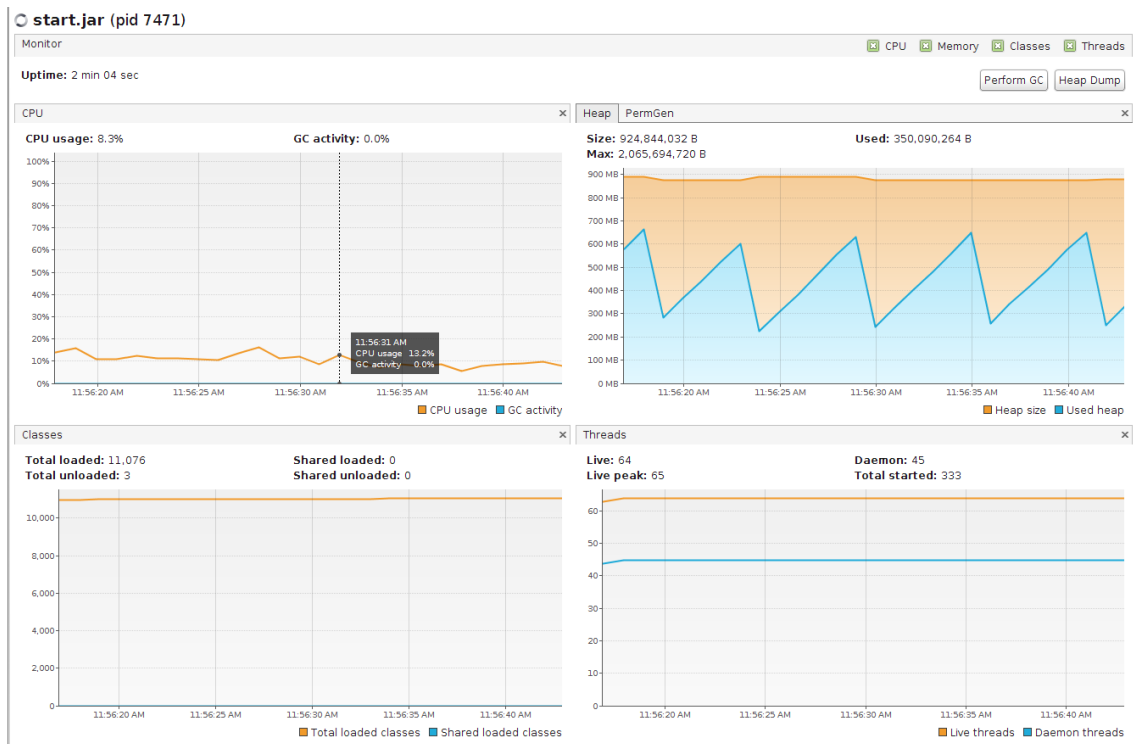 start.jar (pid 7471)
Monitor
CPU Memory Classes Threads
Uptime: 2 min 04 sec
Perform GC Heap Dump
CPU
CPU usage: 8.3% GC activity: 0.0%
100%
90%
80%
70%
60%
50%
40%
30%
20%
10%
0%
11:56:31 AM
CPU usage 13.2%
GC activity 0.0%
11:56:20 AM 11:56:25 AM 11:56:30 AM 11:56:35 AM 11:56:40 AM
CPU usage GC activity
Heap PermGen
Size: 924,844,032 B Used: 350,090,264 B
Max: 2,065,694,720 B
900 MB
800 MB
700 MB
600 MB
500 MB
400 MB
300 MB
200 MB
100 MB
0 MB
11:56:20 AM 11:56:25 AM 11:56:30 AM 11:56:35 AM 11:56:40 AM
Heap size Used heap
Classes
Total loaded: 11,076 Shared loaded: 0
Total unloaded: 3 Shared unloaded: 0
10,000
8,000
6,000
4,000
2,000
0
11:56:20 AM 11:56:25 AM 11:56:30 AM 11:56:35 AM 11:56:40 AM
Total loaded classes Shared loaded classes
Threads
Live: 64 Daemon: 45
Live peak: 65 Total started: 333
60
50
40
30
20
10
0
11:56:20 AM 11:56:25 AM 11:56:30 AM 11:56:35 AM 11:56:40 AM
Live threads Daemon threads